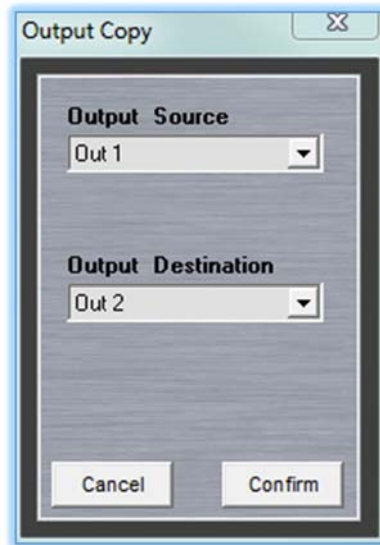 Output Copy
Output Source
Out 1
Output Destination
Out 2
Cancel Confirm